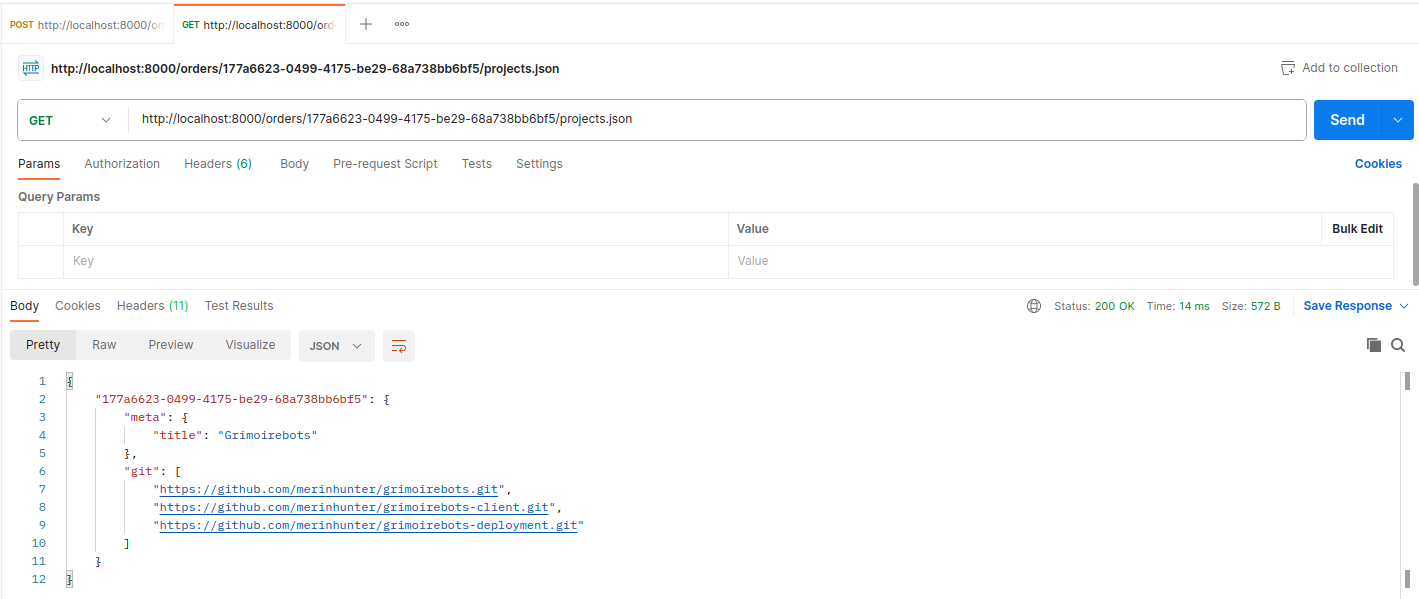 POST http://localhost:8000/or GET http://localhost:8000/ord
HTTP http://localhost:8000/orders/177a6623-0499-4175-be29-68a738bb6bf5/projects.json Add to collection
GET http://localhost:8000/orders/177a6623-0499-4175-be29-68a738bb6bf5/projects.json Send
Params Authorization Headers (6) Body Pre-request Script Tests Settings Cookies
Query Params
Key Value Bulk Edit
Key Value
Body Cookies Headers (11) Test Results Status: 200 OK Time: 14 ms Size: 572 B Save Response
Pretty Raw Preview Visualize JSON
1 {
2 "177a6623-0499-4175-be29-68a738bb6bf5": {
3 "meta": {
4 "title": "Grimoirebots"
5 },
6 "git": [
7 "https://github.com/merinhunter/grimoirebots.git",
8 "https://github.com/merinhunter/grimoirebots-client.git",
9 "https://github.com/merinhunter/grimoirebots-deployment.git"
10 ]
11 }
12 }